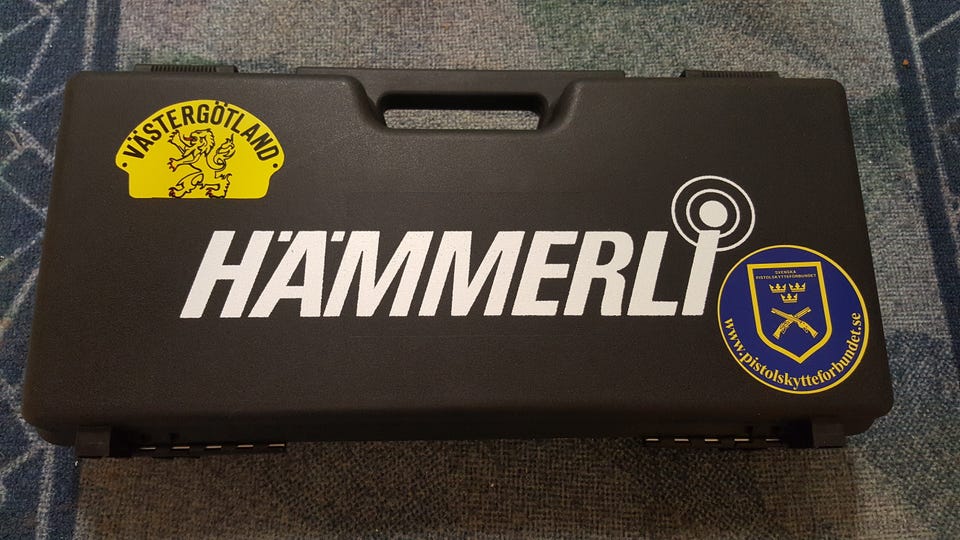 VÄSTERGÖTLAND
HÄMMERLI
SVENSKA
PISTOLSKYTTEFÖRBUNDET
www.pistolskytteforbundet.se